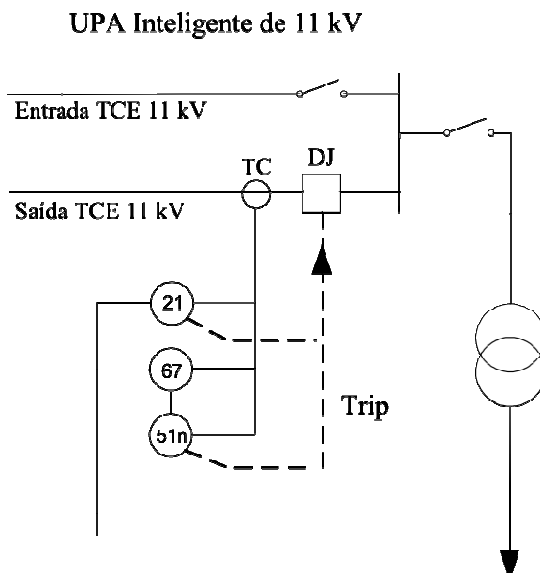 UPA Inteligente de 11 kV
Entrada TCE 11 kV
TC
DJ
Saída TCE 11 kV
21
67
Trip
51n